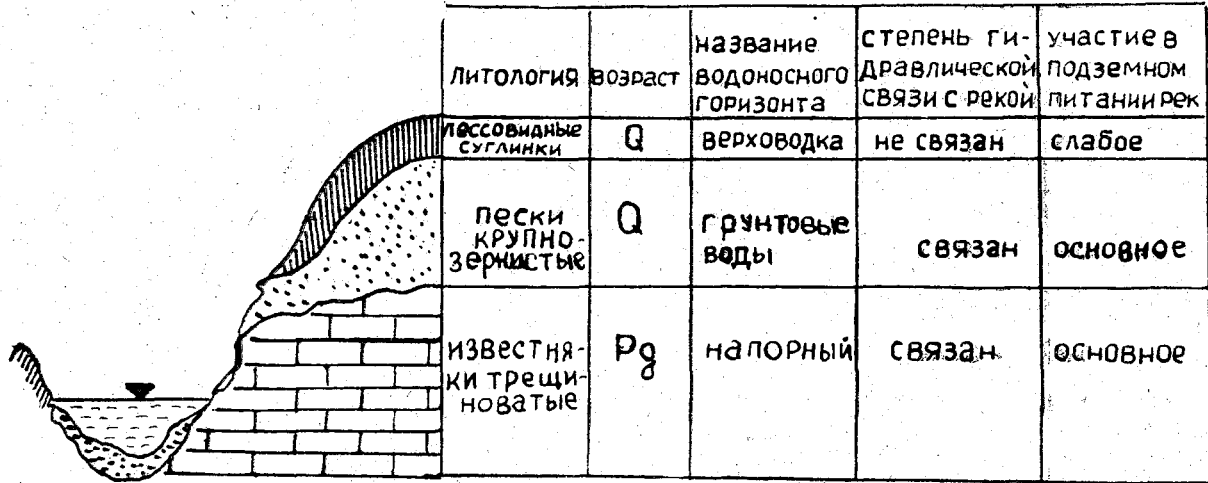 литология
возраст
название
водоносного
горизонта
степень ги-
дравлической
связи с рекой
участие в
подземном
питании рек
лессовидные
суглинки
Q
верховодка
не связан
слабое
пески
крупно-
зернистые
Q
грунтовые
воды
связан
основное
известня-
ки трещи-
новатые
Pg
напорный
связан
основное